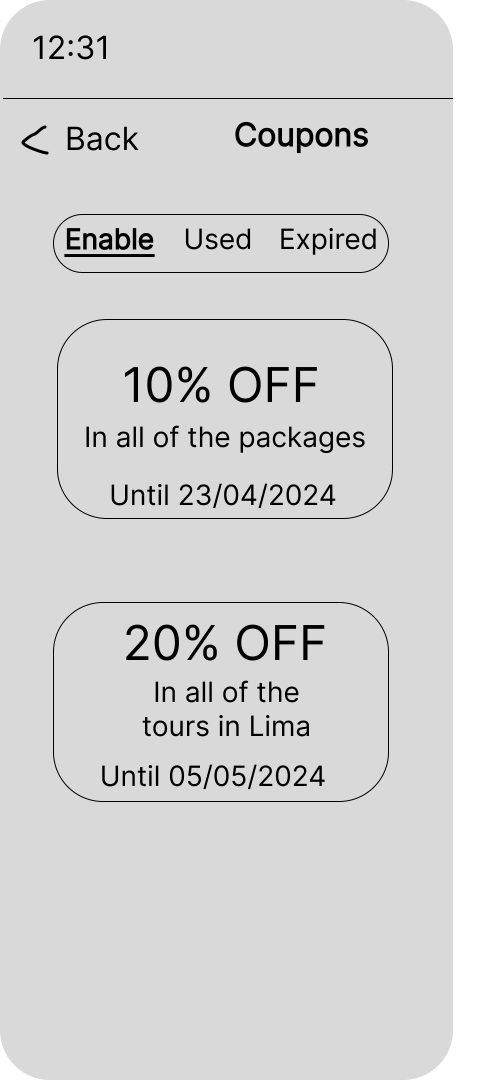 12:31
Back
Coupons
Enable Used Expired
10% OFF
In all of the packages
Until 23/04/2024
20% OFF
In all of the
tours in Lima
Until 05/05/2024